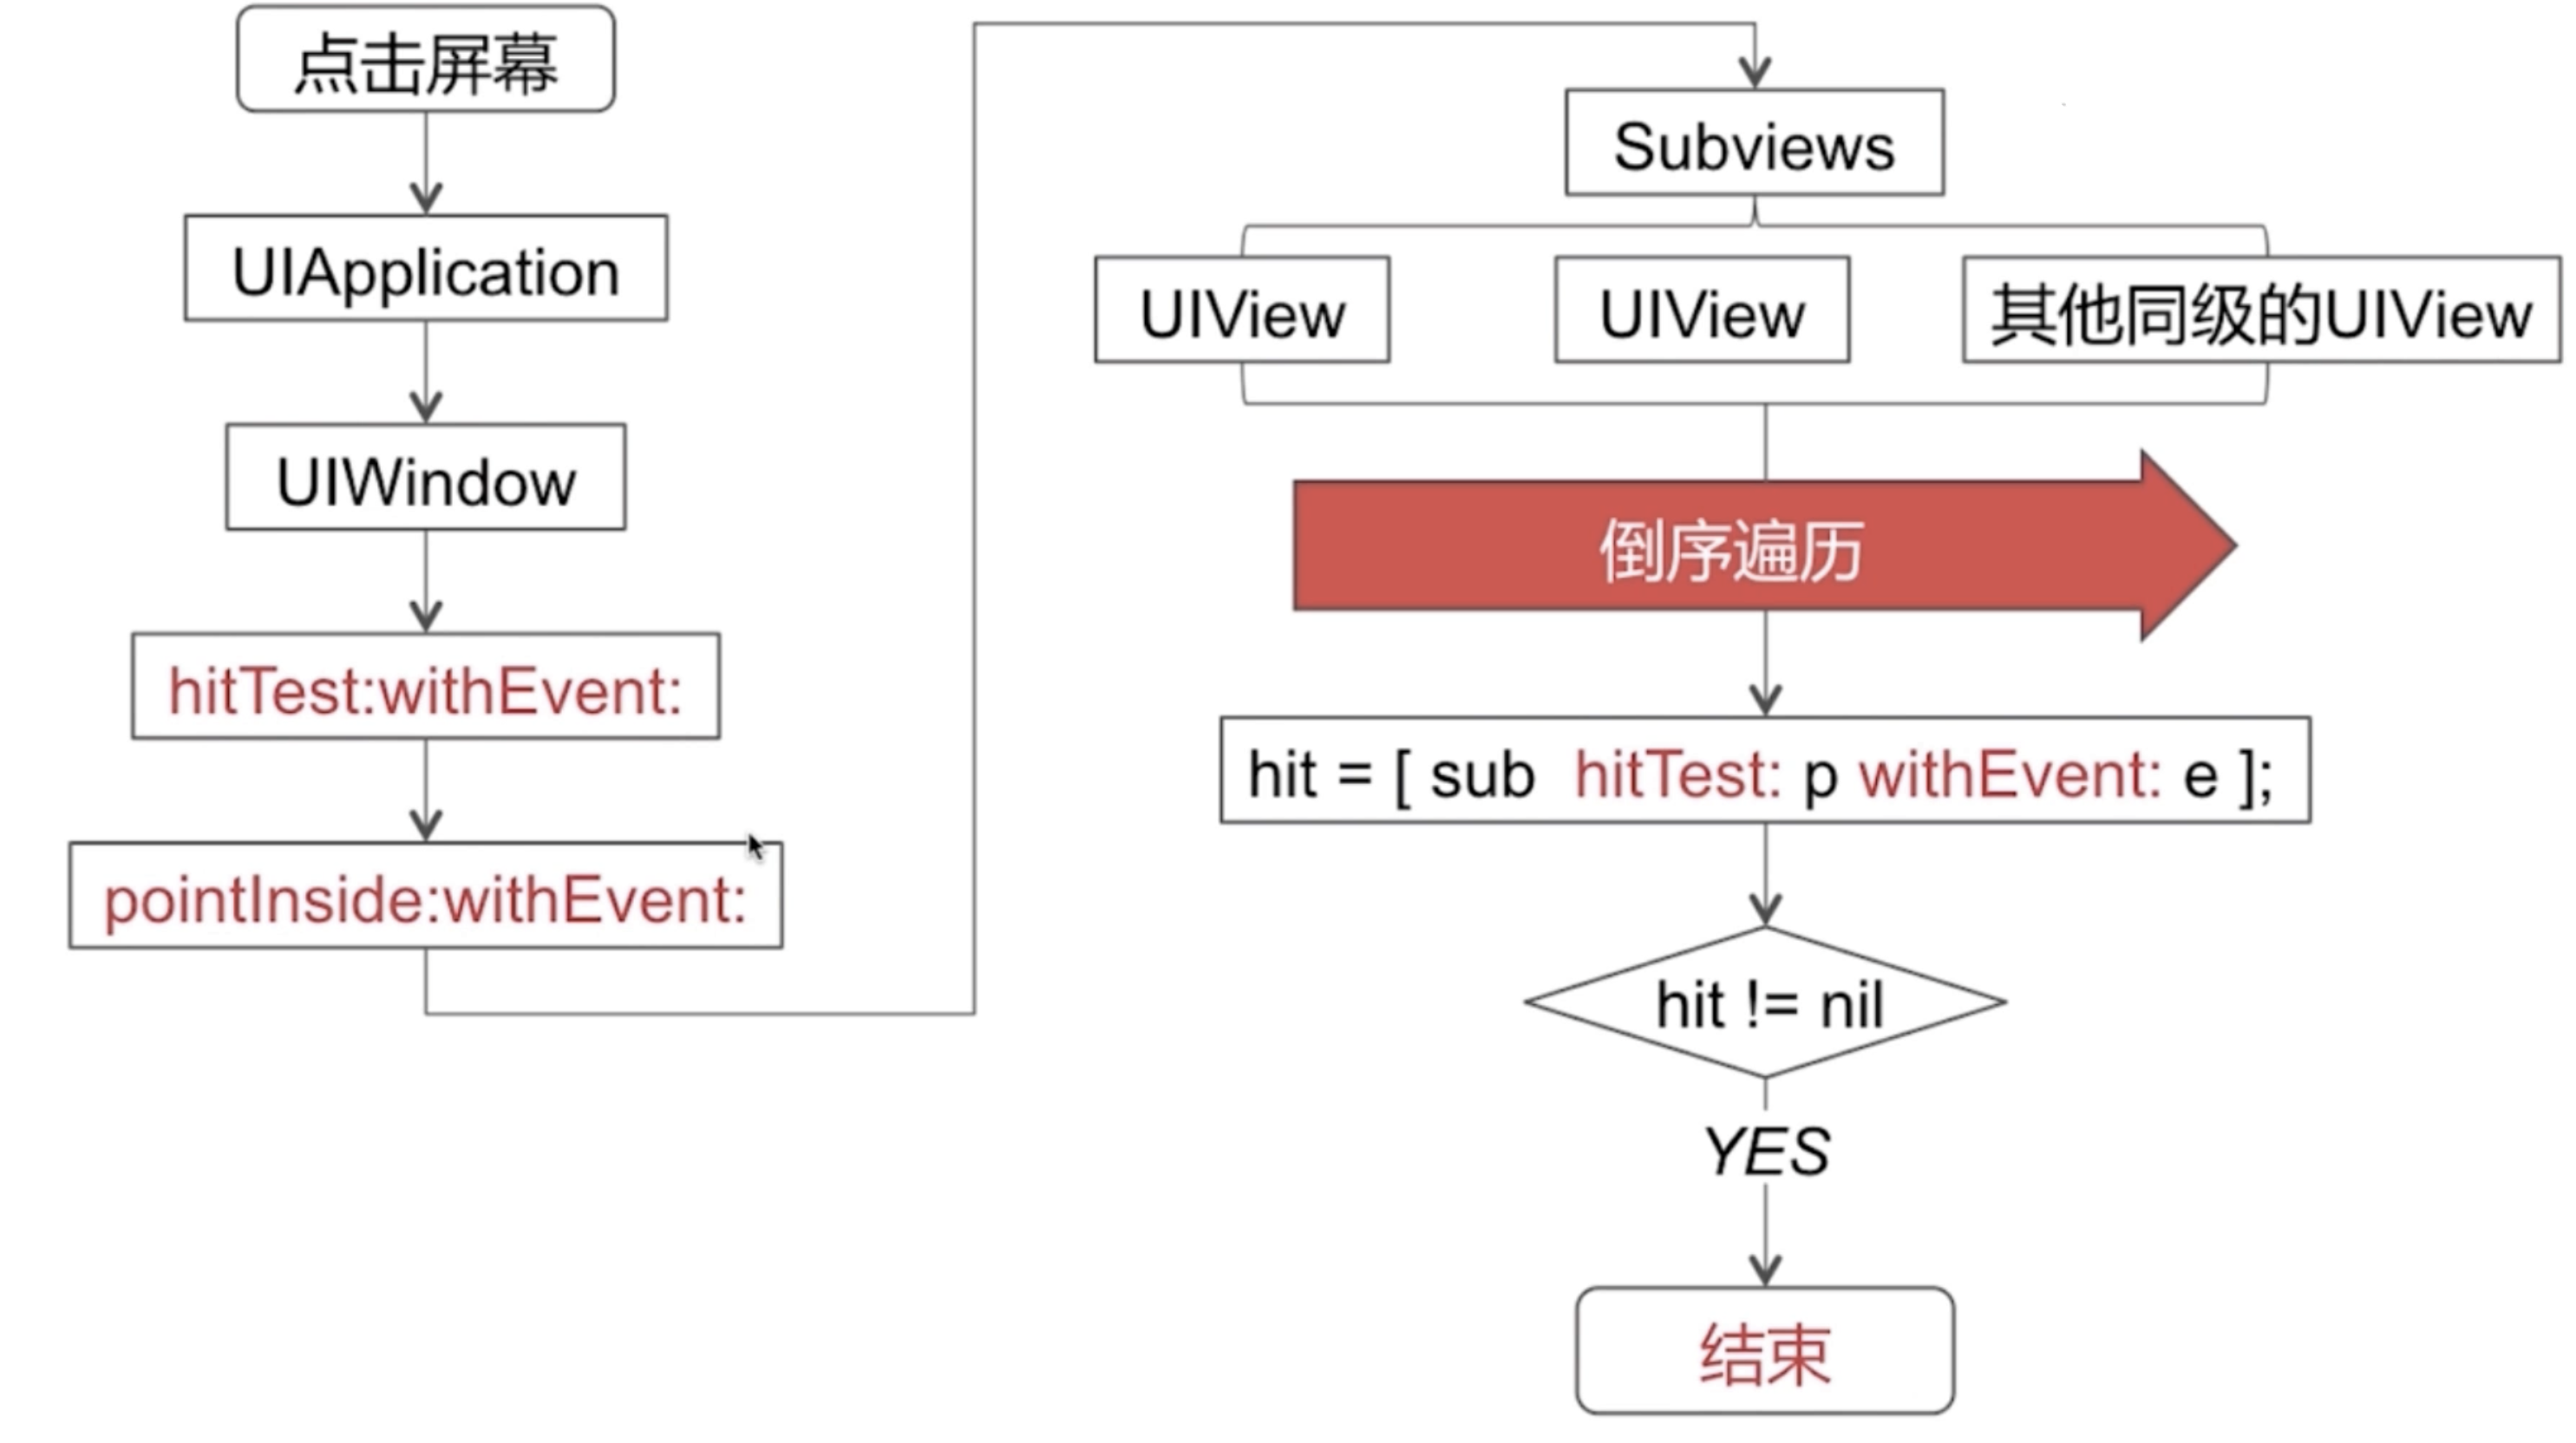 点击屏幕
UIApplication
UIWindow
hitTest:withEvent:
pointInside:withEvent:
Subviews
UIView
UIView
其他同级的UIView
倒序遍历
hit = [ sub hitTest: p withEvent: e ];
hit != nil
YES
结束